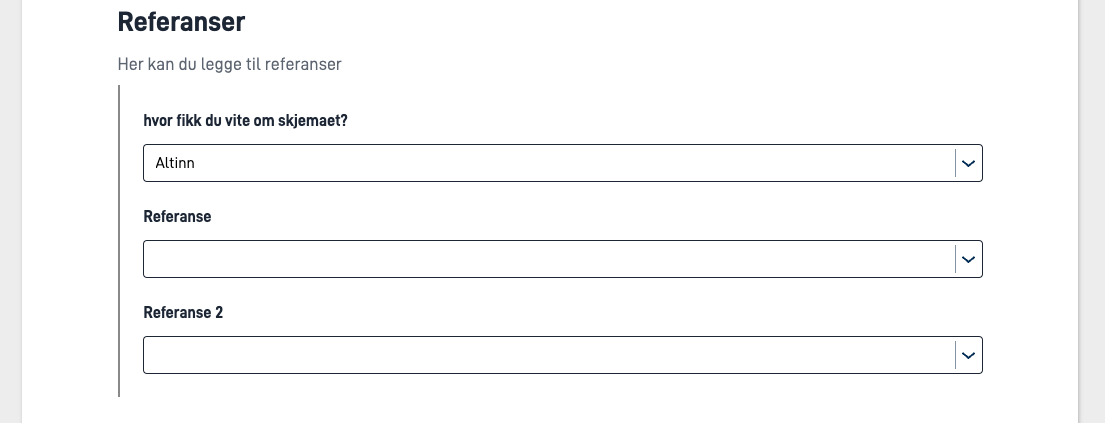 Referanser
Her kan du legge til referanser
hvor fikk du vite om skjemaet?
Altinn
Referanse
Referanse 2